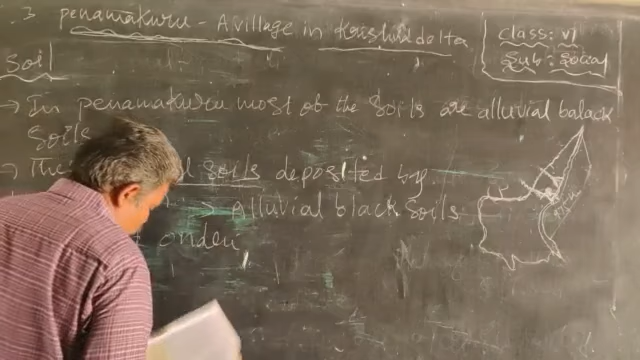 3 penamakuru - A village in Krishna delta
Class: VI
Sub: Social
Soil
→ In penamakuru most of the Soils are alluvial balack
Soils
→ The soils deposited by
→ Alluvial black Soils